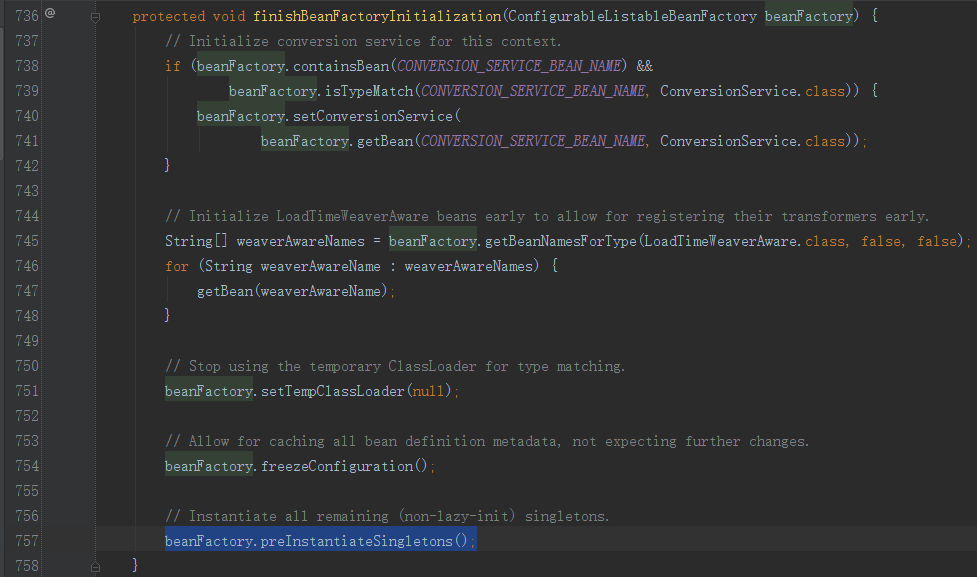 736 @ protected void finishBeanFactoryInitialization(ConfigurableListableBeanFactory beanFactory) {
737 // Initialize conversion service for this context.
738 if (beanFactory.containsBean(CONVERSION_SERVICE_BEAN_NAME) &&
739 beanFactory.isTypeMatch(CONVERSION_SERVICE_BEAN_NAME, ConversionService.class)) {
740 beanFactory.setConversionService(
741 beanFactory.getBean(CONVERSION_SERVICE_BEAN_NAME, ConversionService.class));
742 }
743
744 // Initialize LoadTimeWeaverAware beans early to allow for registering their transformers early.
745 String[] weaverAwareNames = beanFactory.getBeanNamesForType(LoadTimeWeaverAware.class, false, false);
746 for (String weaverAwareName : weaverAwareNames) {
747 getBean(weaverAwareName);
748 }
749
750 // Stop using the temporary ClassLoader for type matching.
751 beanFactory.setTempClassLoader(null);
752
753 // Allow for caching all bean definition metadata, not expecting further changes.
754 beanFactory.freezeConfiguration();
755
756 // Instantiate all remaining (non-lazy-init) singletons.
757 beanFactory.preInstantiateSingletons();
758 }